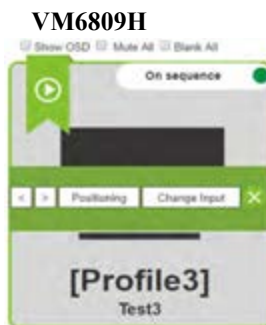 VM6809H
Show OSD Mute All Blank All
On sequence
< > Positioning Change Input ×
[Profile3]
Test3